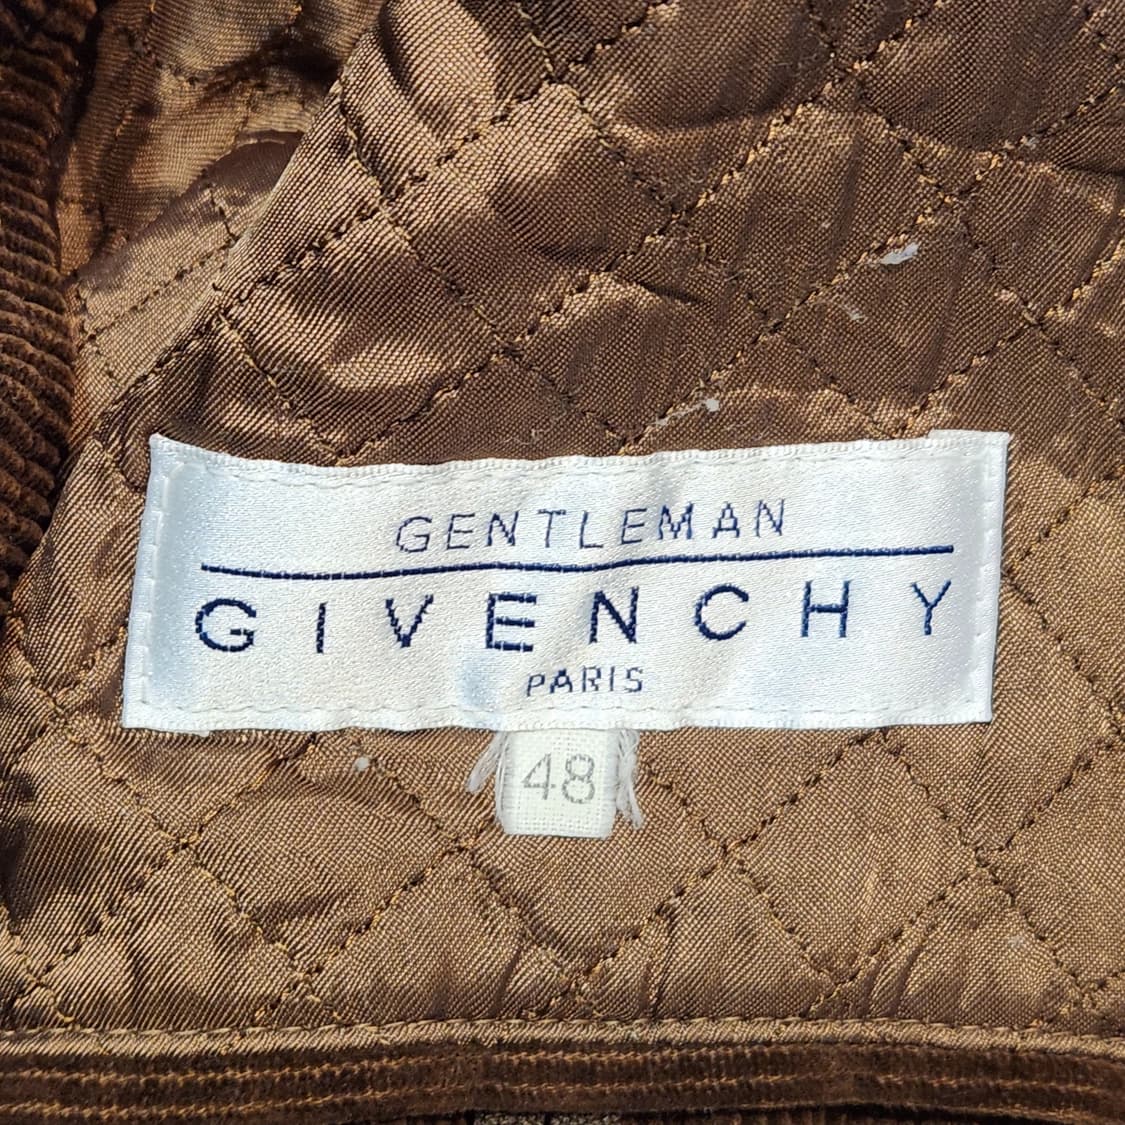 GENTLEMAN
GIVENCHY
PARIS
48